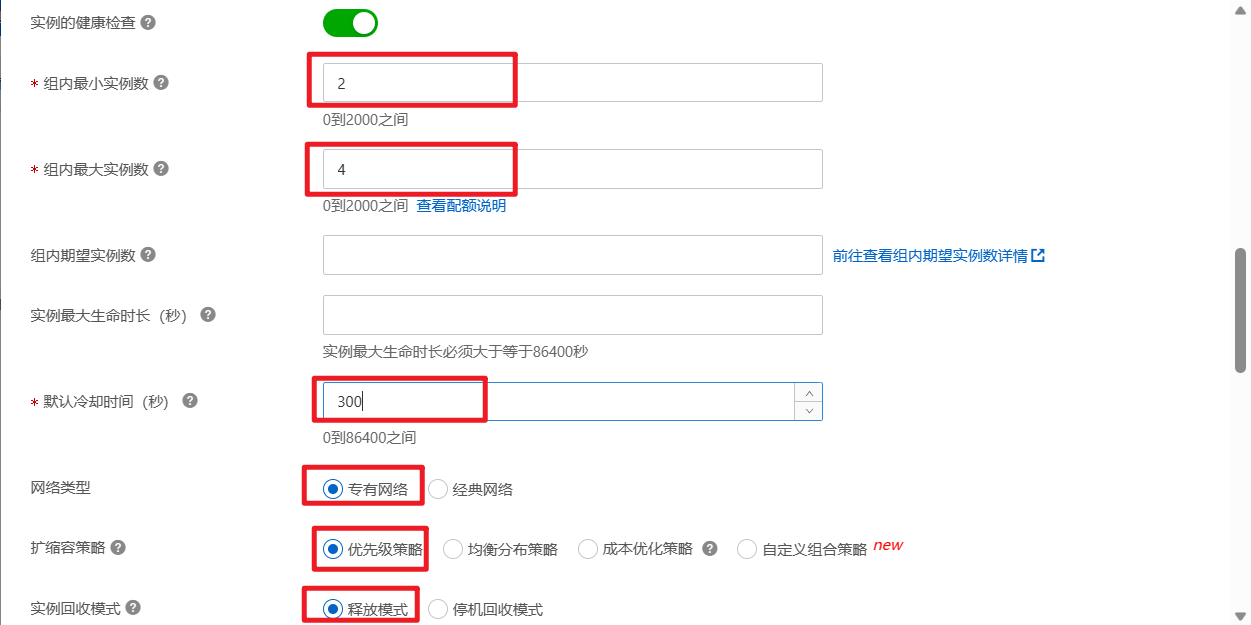 实例的健康检查
* 组内最小实例数 2
0到2000之间
* 组内最大实例数 4
0到2000之间 查看配额说明
组内期望实例数 前往查看组内期望实例数详情
实例最大生命时长（秒）
实例最大生命时长必须大于等于86400秒
* 默认冷却时间（秒） 300
0到86400之间
网络类型 专有网络 经典网络
扩缩容策略 优先级策略 均衡分布策略 成本优化策略 自定义组合策略 new
实例回收模式 释放模式 停机回收模式